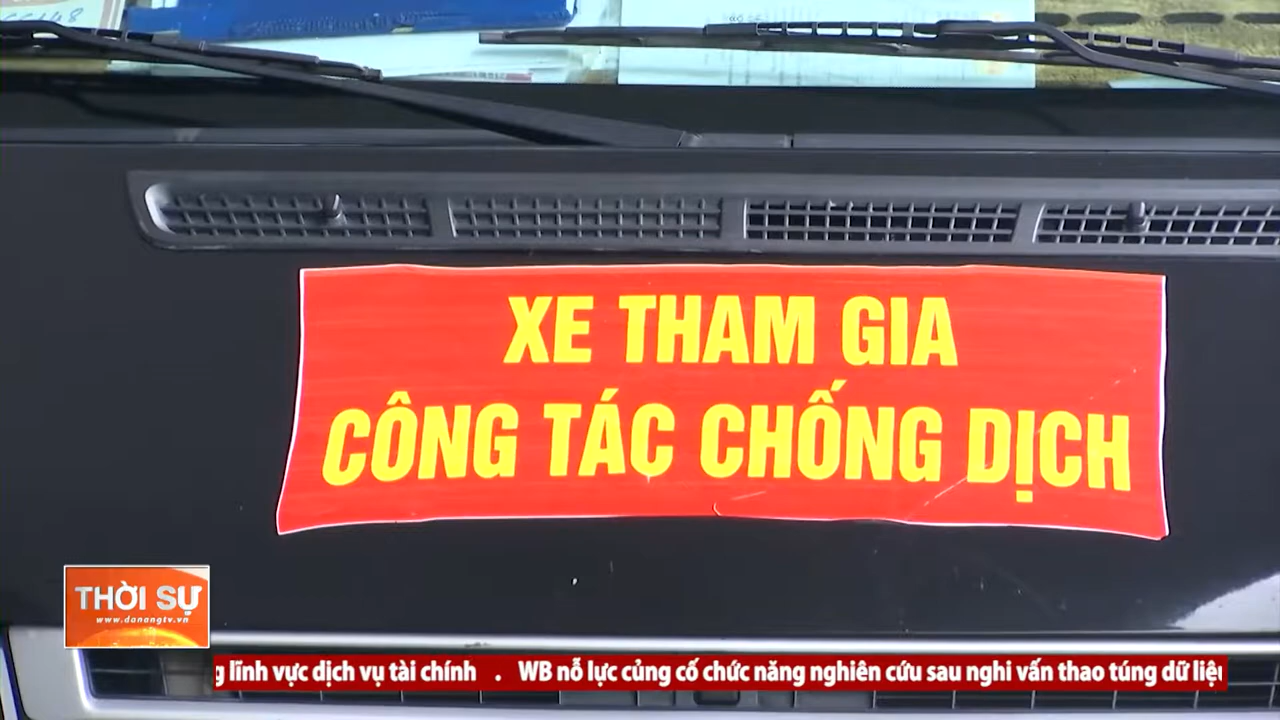 XE THAM GIA
CÔNG TÁC CHỐNG DỊCH
THỜI SỰ
www.danangtv.vn
g lĩnh vực dịch vụ tài chính . WB nỗ lực củng cố chức năng nghiên cứu sau nghi vấn thao túng dữ liệu